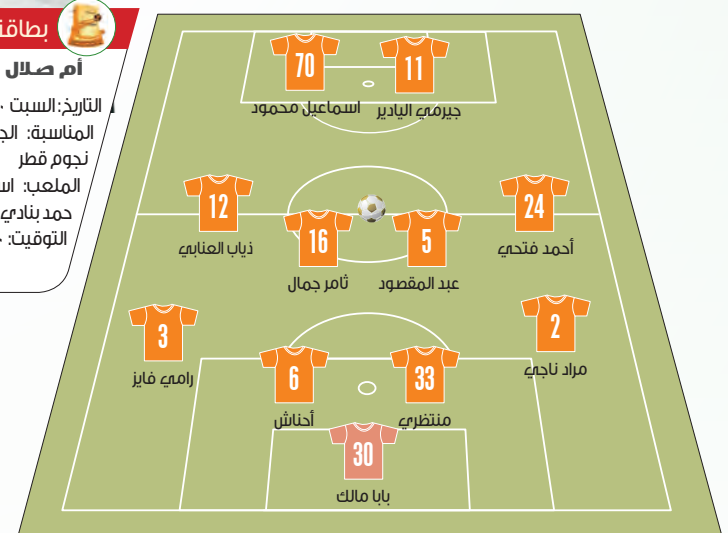 بطاقة
أم صلال
التاريخ: السبت
المناسبة:
نجوم قطر
الملعب:
حمد بنادي
التوقيت:
70
11
اسماعيل محمود
جيرمي اليادير
12
24
16
5
ذياب العنابي
أحمد فتحي
ثامر جمال
عبد المقصود
3
2
رامي فايز
مراد ناجي
6
33
أحناش
منتظري
30
بابا مالك